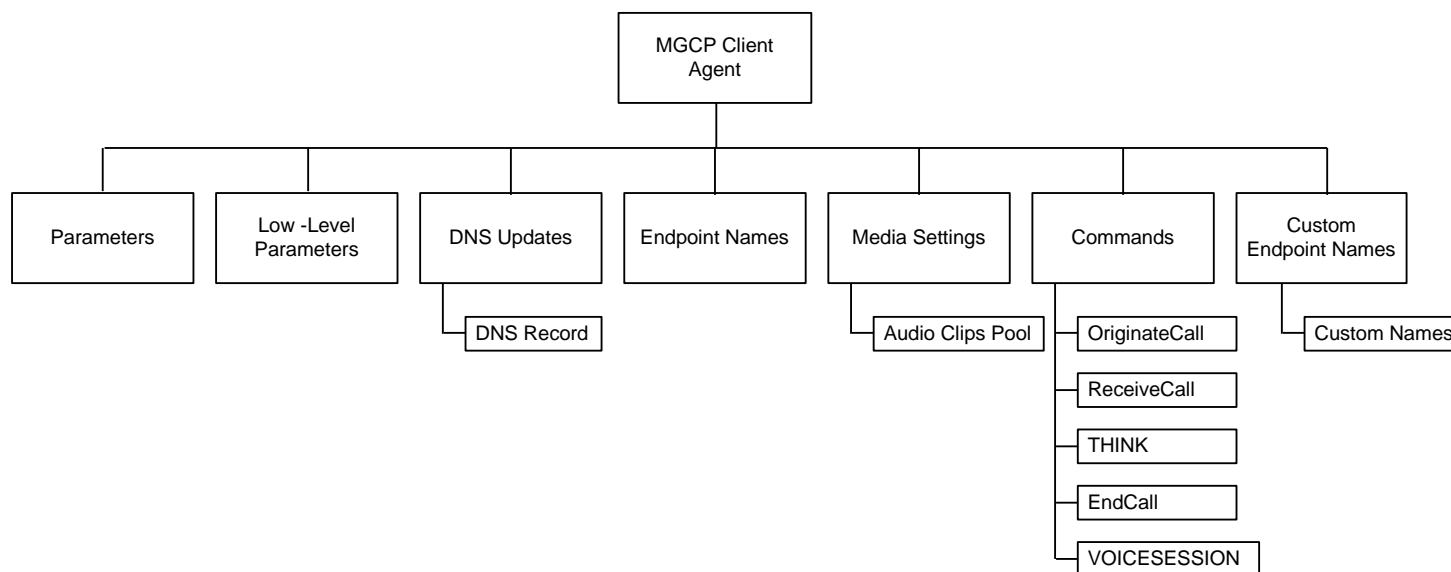 MGCP Client
Agent
Parameters
Low -Level
Parameters
DNS Updates
Endpoint Names
Media Settings
Commands
Custom
Endpoint Names
DNS Record
Audio Clips Pool
OriginateCall
Custom Names
ReceiveCall
THINK
EndCall
VOICESESSION